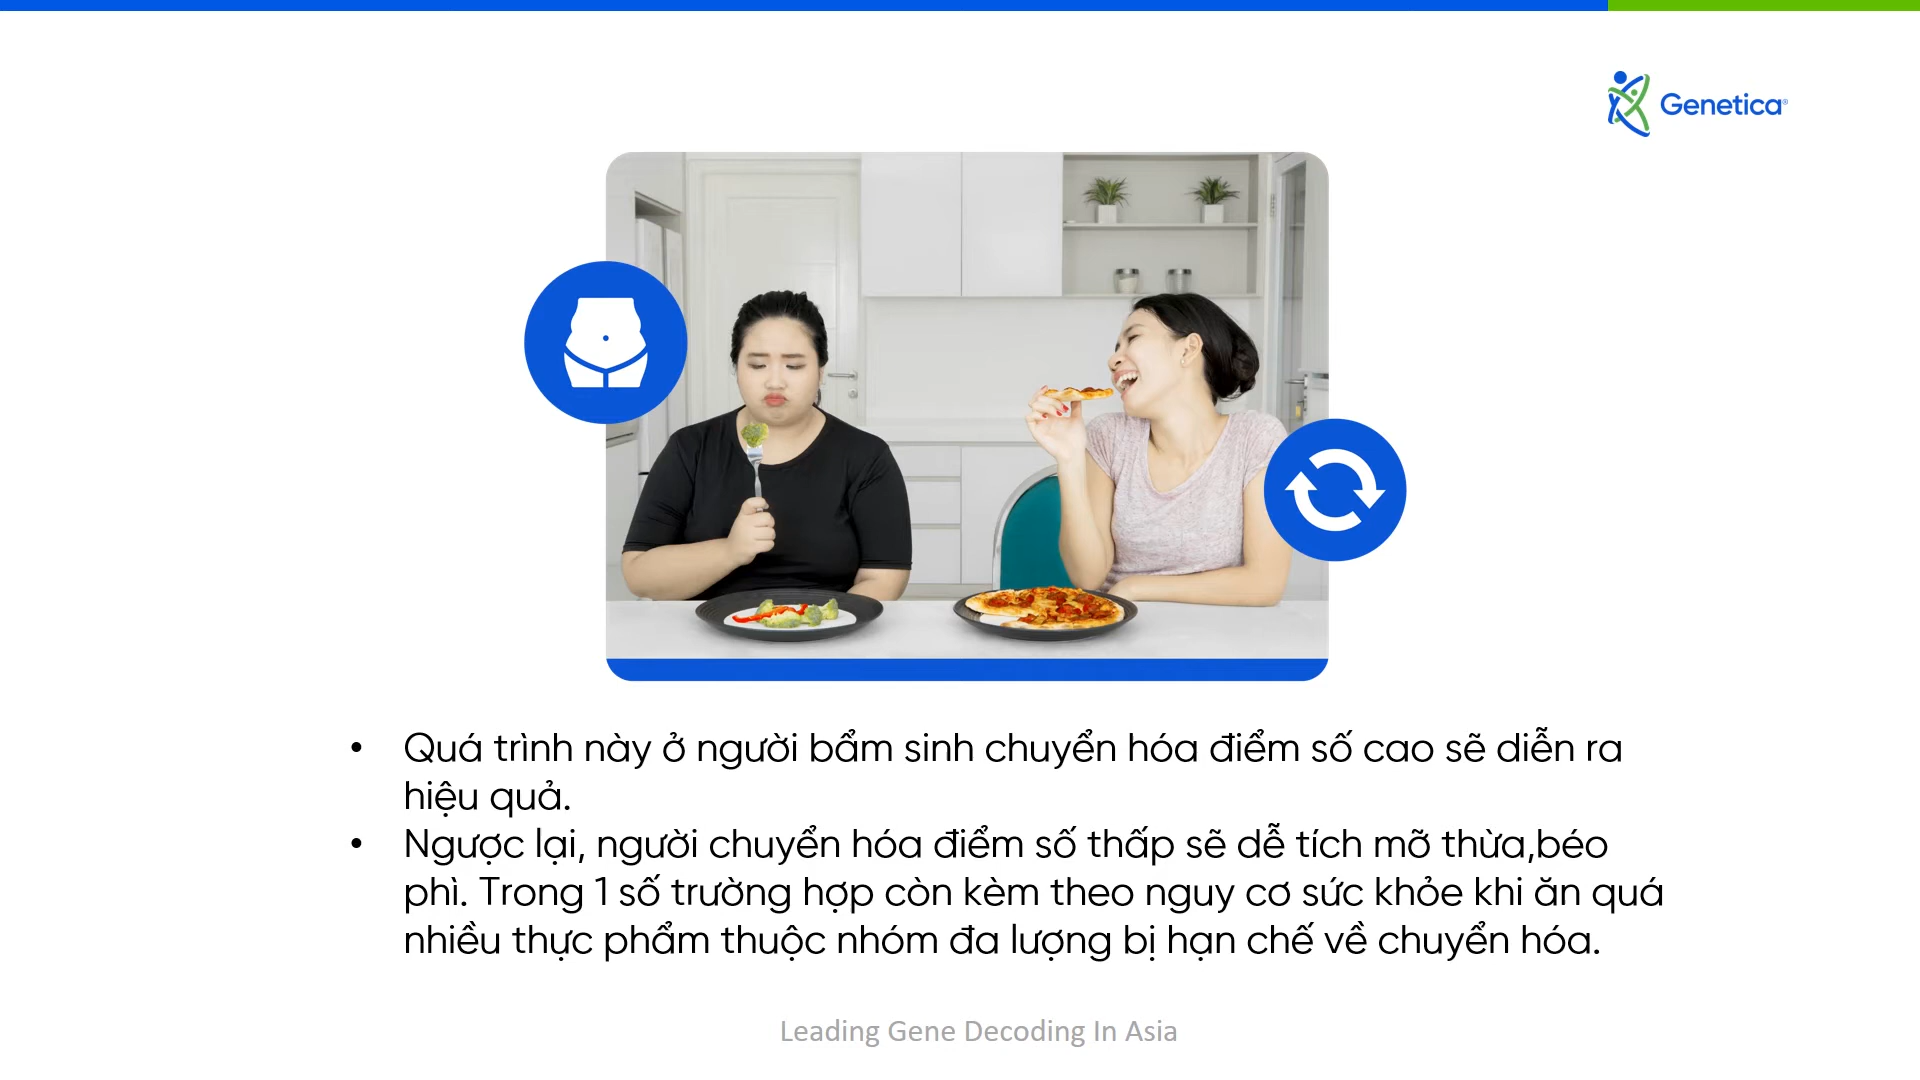 Genetica®
• Quá trình này ở người bẩm sinh chuyển hóa điểm số cao sẽ diễn ra
hiệu quả.
• Ngược lại, người chuyển hóa điểm số thấp sẽ dễ tích mỡ thừa,béo
phì. Trong 1 số trường hợp còn kèm theo nguy cơ sức khỏe khi ăn quá
nhiều thực phẩm thuộc nhóm đa lượng bị hạn chế về chuyển hóa.
Leading Gene Decoding In Asia